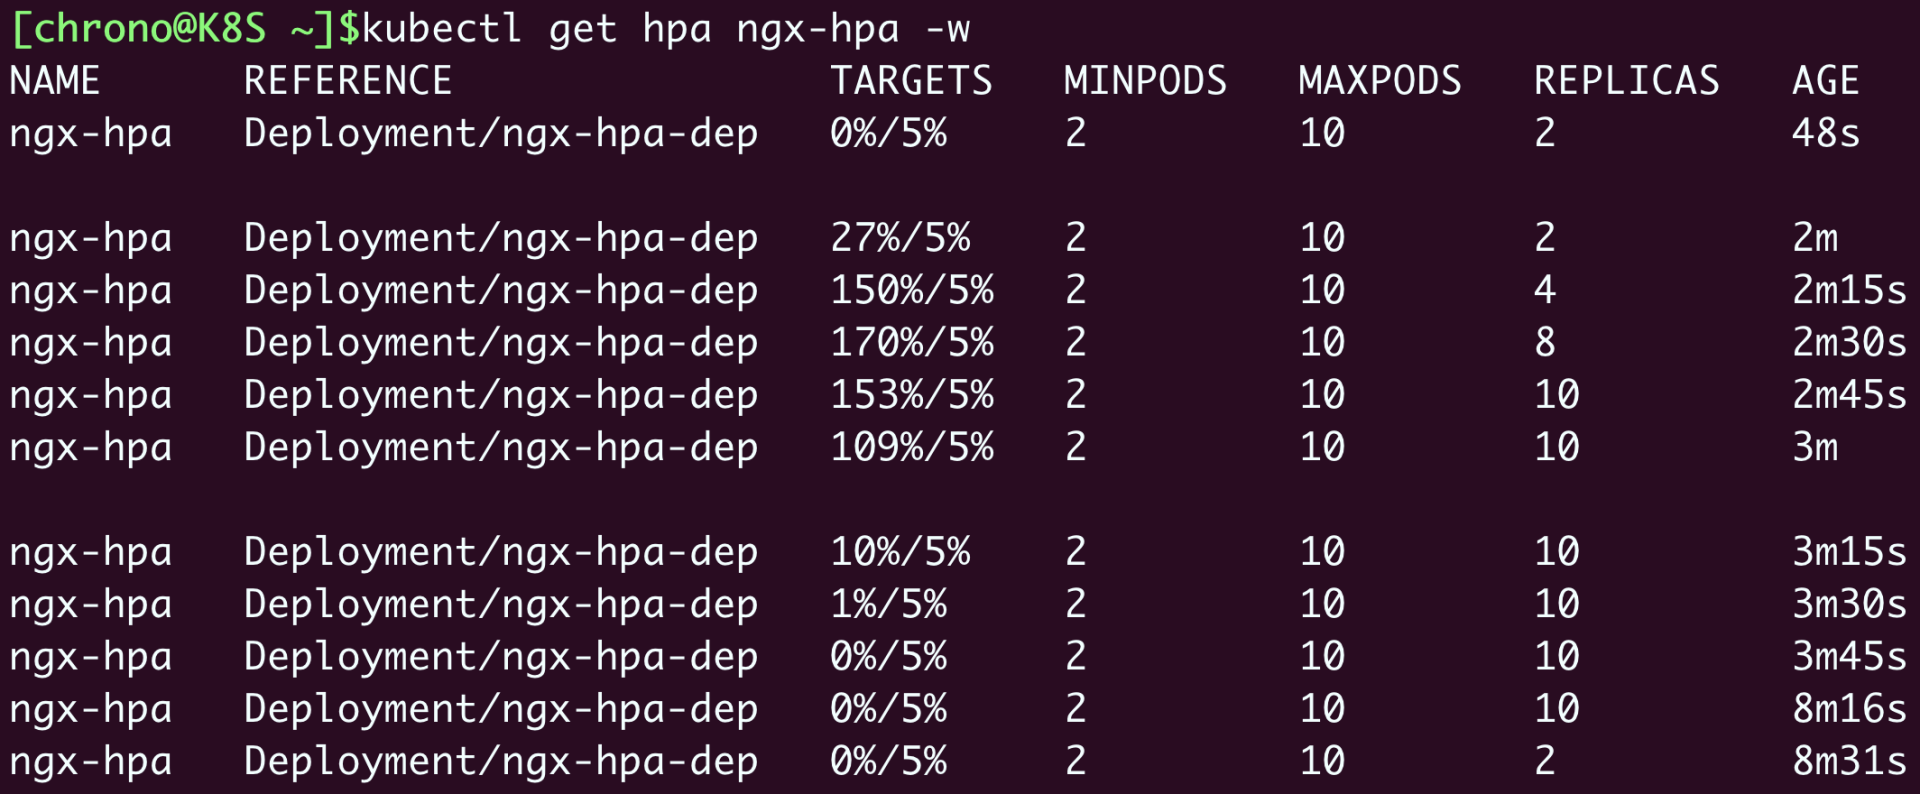 [chrono@K8S ~]$kubectl get hpa ngx-hpa -w
NAME REFERENCE TARGETS MINPODS MAXPODS REPLICAS AGE
ngx-hpa Deployment/ngx-hpa-dep 0%/5% 2 10 2 48s
ngx-hpa Deployment/ngx-hpa-dep 27%/5% 2 10 2 2m
ngx-hpa Deployment/ngx-hpa-dep 150%/5% 2 10 4 2m15s
ngx-hpa Deployment/ngx-hpa-dep 170%/5% 2 10 8 2m30s
ngx-hpa Deployment/ngx-hpa-dep 153%/5% 2 10 10 2m45s
ngx-hpa Deployment/ngx-hpa-dep 109%/5% 2 10 10 3m
ngx-hpa Deployment/ngx-hpa-dep 10%/5% 2 10 10 3m15s
ngx-hpa Deployment/ngx-hpa-dep 1%/5% 2 10 10 3m30s
ngx-hpa Deployment/ngx-hpa-dep 0%/5% 2 10 10 3m45s
ngx-hpa Deployment/ngx-hpa-dep 0%/5% 2 10 10 8m16s
ngx-hpa Deployment/ngx-hpa-dep 0%/5% 2 10 2 8m31s